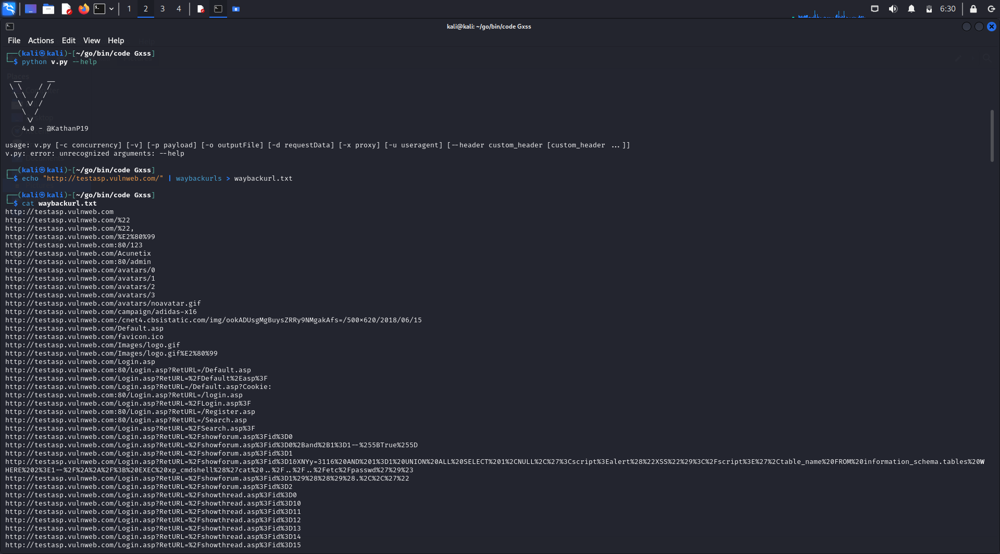 1 2 3 4 6:30
kali@kali: ~/go/bin/code Gxss
File Actions Edit View Help
┌──(kali㉿kali)-[~/go/bin/code Gxss]
└─$ python v.py --help
Places
__      __
\ \    / /
\ \  / /
\ \/ /
\  /
\/
4.0 - @KathanP19
usage: v.py [-c concurrency] [-v] [-p payload] [-o outputFile] [-d requestData] [-x proxy] [-u useragent] [--header custom_header [custom_header ...]]
v.py: error: unrecognized arguments: --help
┌──(kali㉿kali)-[~/go/bin/code Gxss]
└─$ echo "http://testasp.vulnweb.com/" | waybackurls > waybackurl.txt
┌──(kali㉿kali)-[~/go/bin/code Gxss]
└─$ cat waybackurl.txt
http://testasp.vulnweb.com
http://testasp.vulnweb.com/%22
http://testasp.vulnweb.com/%22,
http://testasp.vulnweb.com/%E2%80%99
http://testasp.vulnweb.com:80/123
http://testasp.vulnweb.com/Acunetix
http://testasp.vulnweb.com:80/admin
http://testasp.vulnweb.com/avatars/0
http://testasp.vulnweb.com/avatars/1
http://testasp.vulnweb.com/avatars/2
http://testasp.vulnweb.com/avatars/3
http://testasp.vulnweb.com/avatars/noavatar.gif
http://testasp.vulnweb.com/campaign/adidas-x16
http://testasp.vulnweb.com:/cnet4.cbsistatic.com/img/ookADUsgMgBuysZRRy9NMgakAfs=/500×620/2018/06/15
http://testasp.vulnweb.com/Default.asp
http://testasp.vulnweb.com/favicon.ico
http://testasp.vulnweb.com/Images/logo.gif
http://testasp.vulnweb.com/Images/logo.gif%E2%80%99
http://testasp.vulnweb.com/Login.asp
http://testasp.vulnweb.com:80/Login.asp?RetURL=/Default.asp
http://testasp.vulnweb.com/Login.asp?RetURL=%2FDefault%2Easp%3F
http://testasp.vulnweb.com/Login.asp?RetURL=/Default.asp?Cookie:
http://testasp.vulnweb.com:80/Login.asp?RetURL=/login.asp
http://testasp.vulnweb.com/Login.asp?RetURL=%2FLogin.asp%3F
http://testasp.vulnweb.com:80/Login.asp?RetURL=/Register.asp
http://testasp.vulnweb.com:80/Login.asp?RetURL=/Search.asp
http://testasp.vulnweb.com/Login.asp?RetURL=%2FSearch.asp%3F
http://testasp.vulnweb.com/Login.asp?RetURL=%2Fshowforum.asp%3Fid%3D0
http://testasp.vulnweb.com/Login.asp?RetURL=%2Fshowforum.asp%3Fid%3D0%2Band%2B1%3D1--%255BTrue%255D
http://testasp.vulnweb.com/Login.asp?RetURL=%2Fshowforum.asp%3Fid%3D1
http://testasp.vulnweb.com/Login.asp?RetURL=%2Fshowforum.asp%3Fid%3D1&XNYy=3116%20AND%201%3D1%20UNION%20ALL%20SELECT%201%2CNULL%2C%27%3Cscript%3Ealert%28%22XSS%22%29%3C%2Fscript%3E%27%2Ctable_name%20FROM%20information_schema.tables%20W
HERE%202%3E1--%2F%2A%2A%2F%3B%20EXEC%20xp_cmdshell%28%27cat%20..%2F..%2F..%2Fetc%2Fpasswd%27%29%23
http://testasp.vulnweb.com/Login.asp?RetURL=%2Fshowforum.asp%3Fid%3D1%29%28%28%29%28.%2C%2C%27%22
http://testasp.vulnweb.com/Login.asp?RetURL=%2Fshowforum.asp%3Fid%3D2
http://testasp.vulnweb.com/Login.asp?RetURL=%2Fshowthread.asp%3Fid%3D0
http://testasp.vulnweb.com/Login.asp?RetURL=%2Fshowthread.asp%3Fid%3D10
http://testasp.vulnweb.com/Login.asp?RetURL=%2Fshowthread.asp%3Fid%3D11
http://testasp.vulnweb.com/Login.asp?RetURL=%2Fshowthread.asp%3Fid%3D12
http://testasp.vulnweb.com/Login.asp?RetURL=%2Fshowthread.asp%3Fid%3D13
http://testasp.vulnweb.com/Login.asp?RetURL=%2Fshowthread.asp%3Fid%3D14
http://testasp.vulnweb.com/Login.asp?RetURL=%2Fshowthread.asp%3Fid%3D15